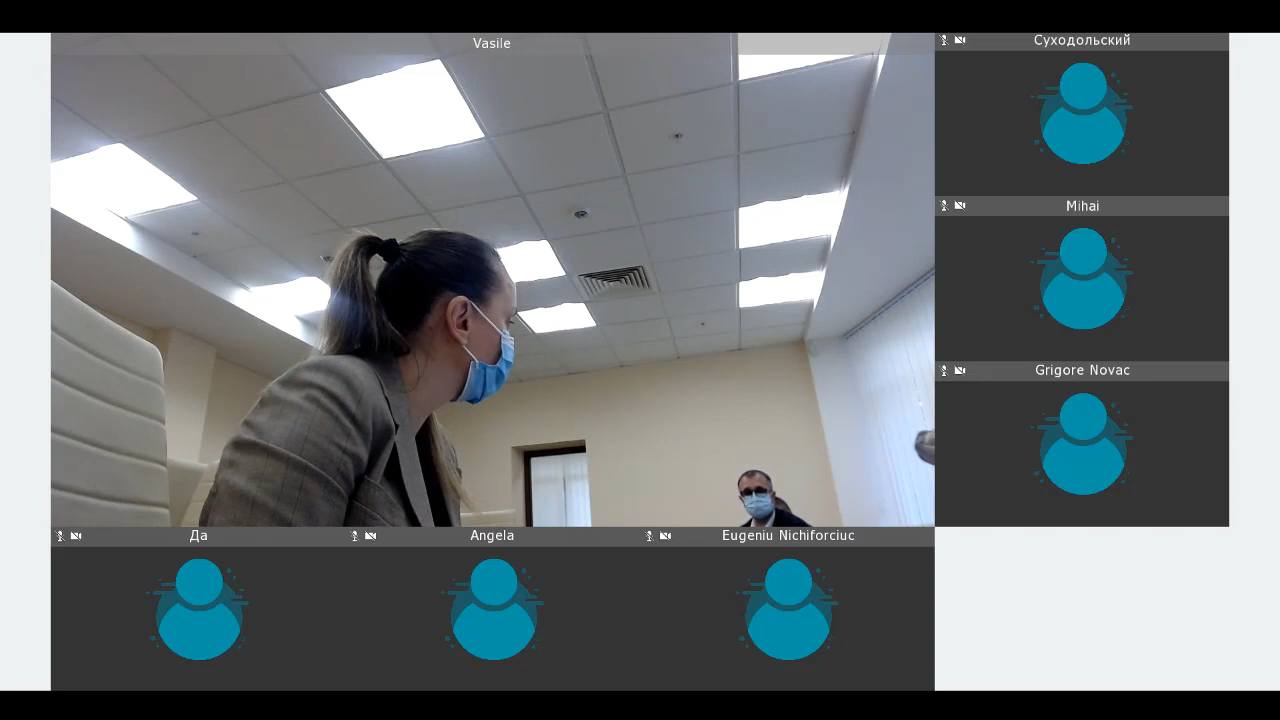 Vasile
Суходольский
Mihai
Grigore Novac
Да
Angela
Eugeniu Nichiforciuc